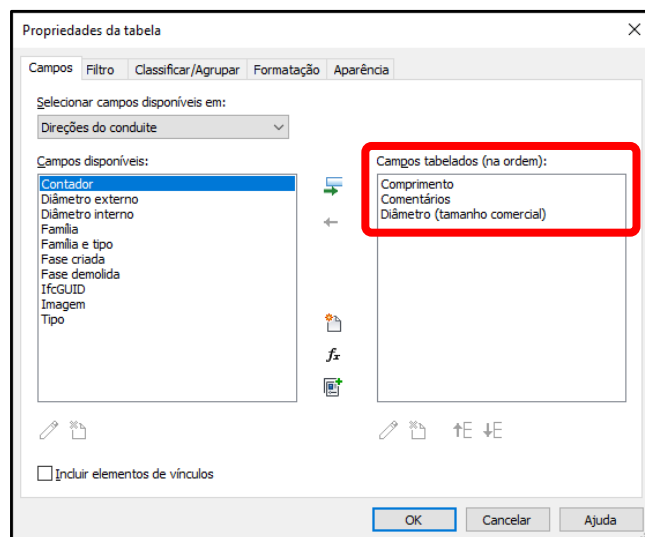 Propriedades da tabela
Campos Filtro Classificar/Agrupar Formatação Aparência
Selecionar campos disponíveis em:
Direções do conduite
Campos disponíveis:
Contador
Diâmetro externo
Diâmetro interno
Família
Família e tipo
Fase criada
Fase demolida
IfcGUID
Imagem
Tipo
fx
Campos tabelados (na ordem):
Comprimento
Comentários
Diâmetro (tamanho comercial)
Incluir elementos de vínculos
OK Cancelar Ajuda